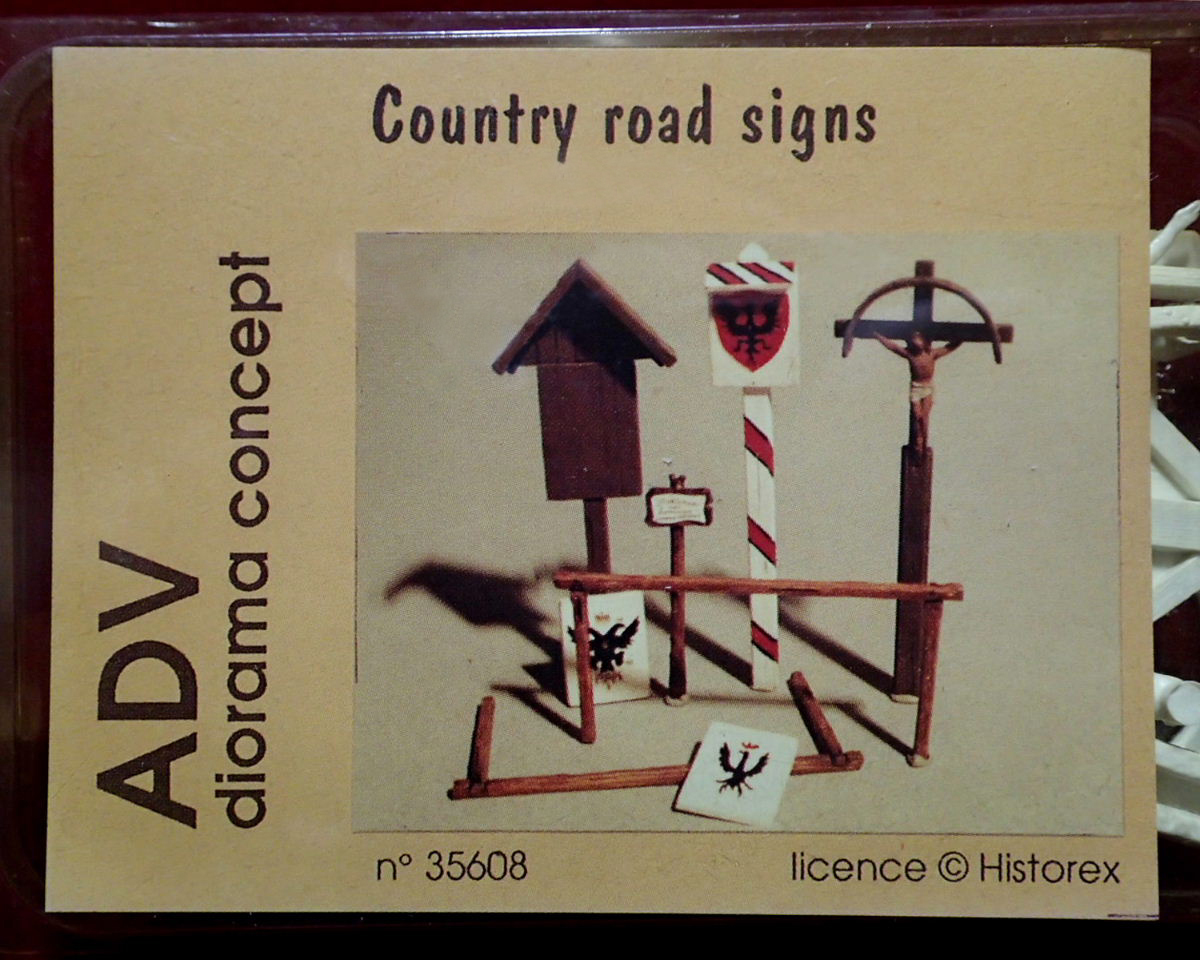 Country road signs
ADV
diorama concept
n° 35608
licence © Historex